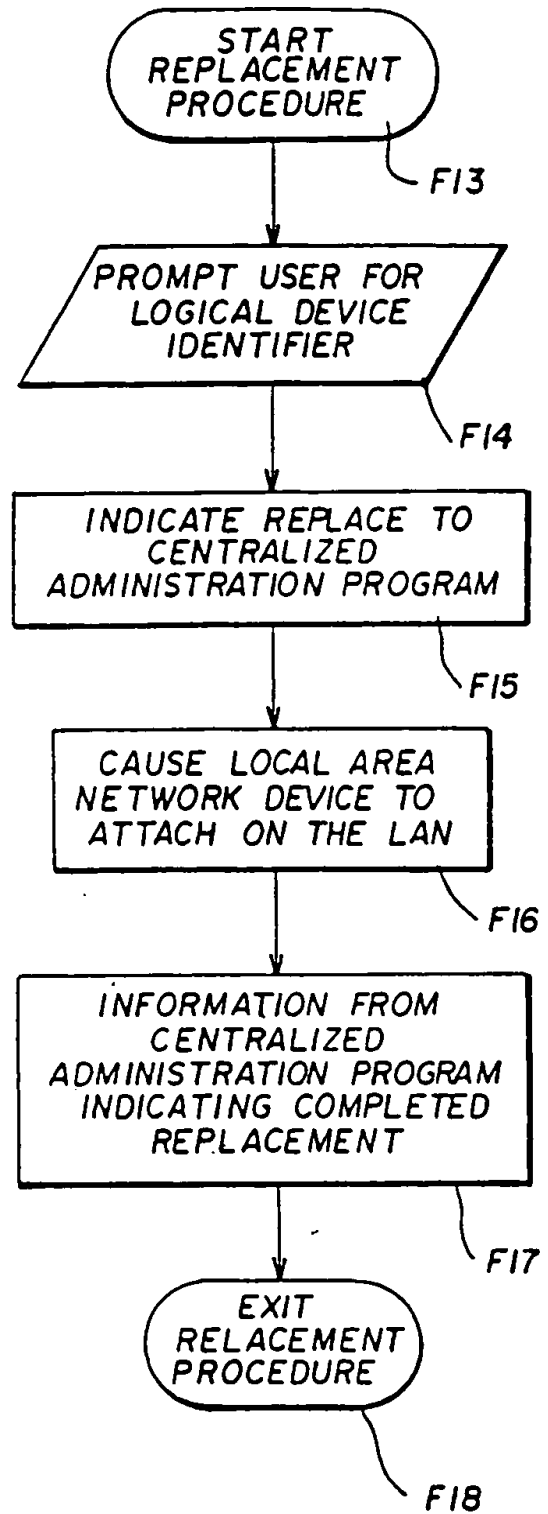 START
REPLACEMENT
PROCEDURE
F13
PROMPT USER FOR
LOGICAL DEVICE
IDENTIFIER
F14
INDICATE REPLACE TO
CENTRALIZED
ADMINISTRATION PROGRAM
F15
CAUSE LOCAL AREA
NETWORK DEVICE TO
ATTACH ON THE LAN
F16
INFORMATION FROM
CENTRALIZED
ADMINISTRATION PROGRAM
INDICATING COMPLETED
REPLACEMENT
F17
EXIT
RELACEMENT
PROCEDURE
F18